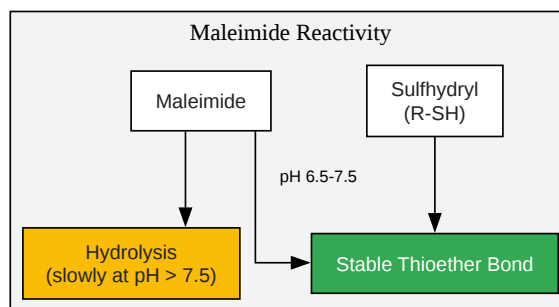 Maleimide Reactivity
Maleimide
Sulfhydryl
(R-SH)
pH 6.5-7.5
Hydrolysis
(slowly at pH > 7.5)
Stable Thioether Bond